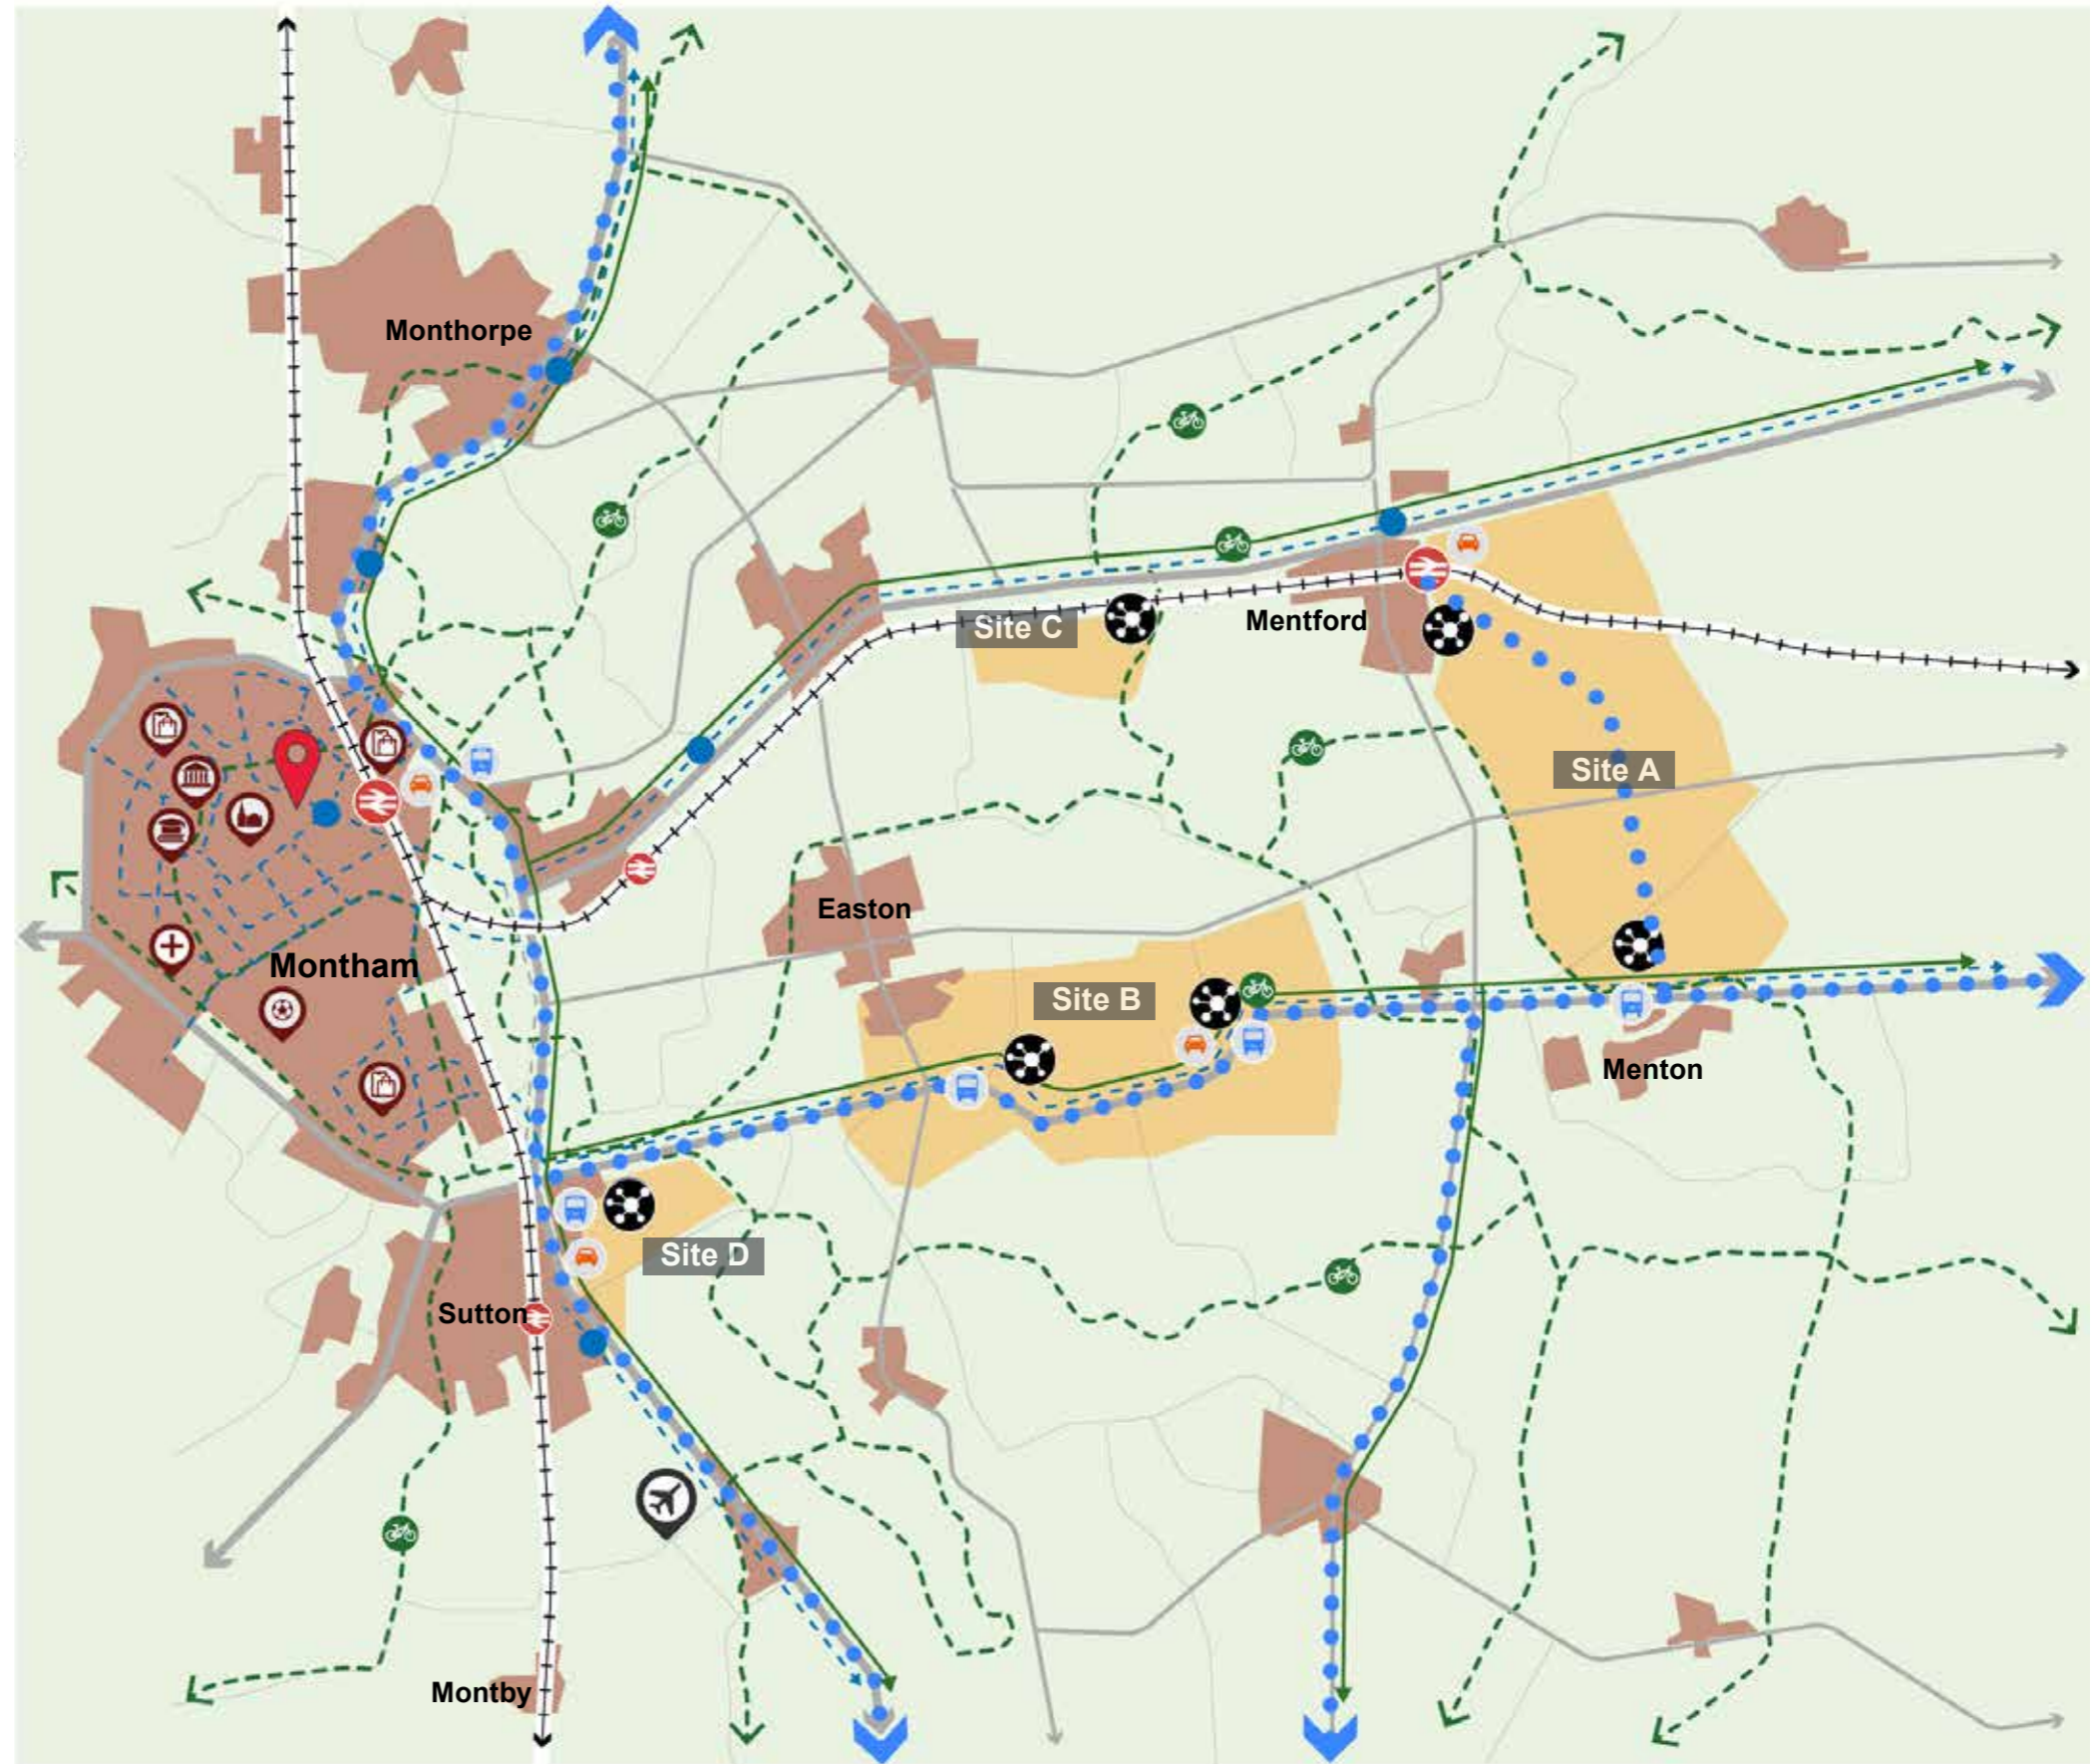 Monthorpe
Site C
Mentford
Site A
Easton
Montham
Site B
Menton
Site D
Sutton
Montby